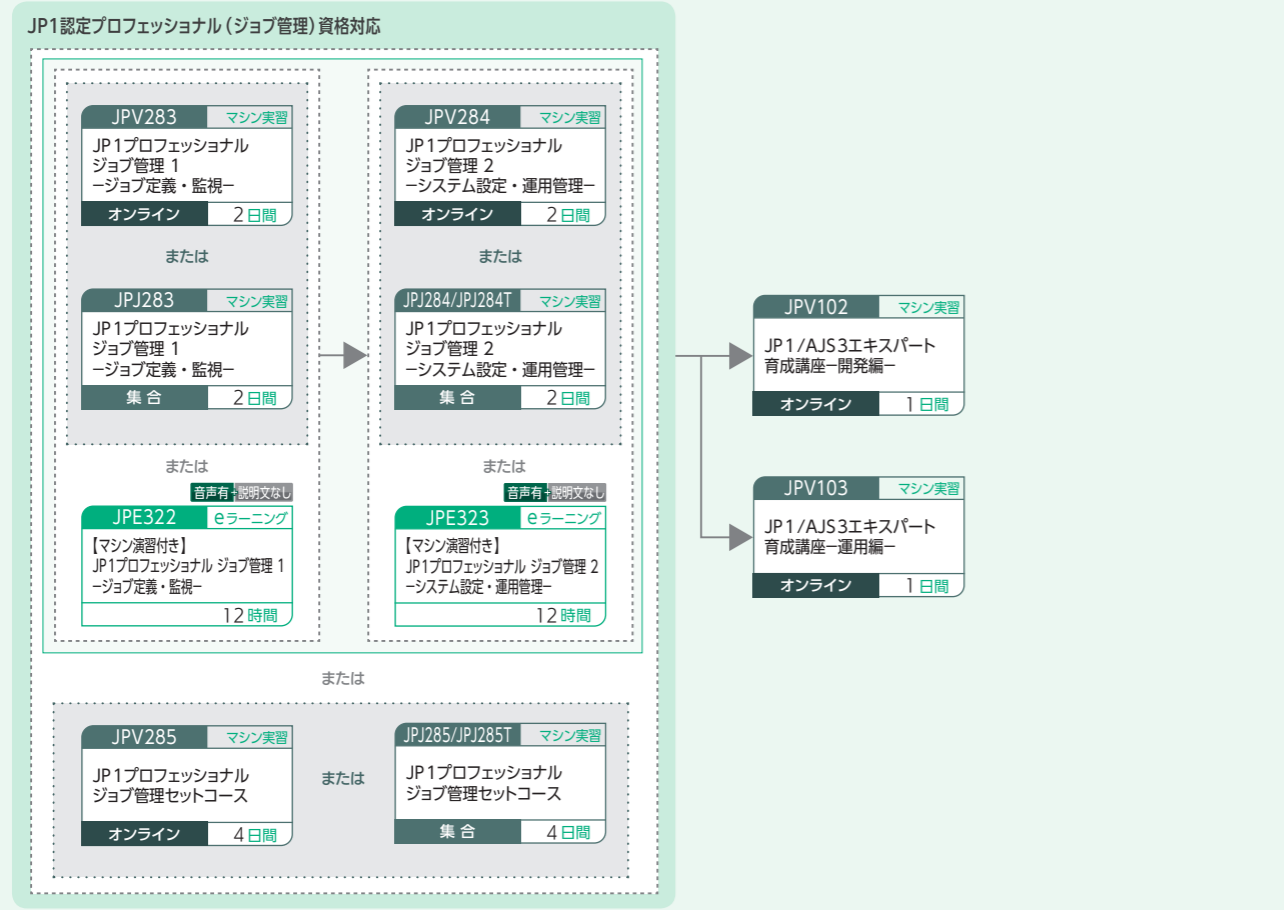 JP1認定プロフェッショナル（ジョブ管理）資格対応
JPV283 マシン実習
JP1プロフェッショナル
ジョブ管理 1
－ジョブ定義・監視－
オンライン 2日間
または
JPJ283 マシン実習
JP1プロフェッショナル
ジョブ管理 1
－ジョブ定義・監視－
集合 2日間
または
音声有+説明文なし
JPE322 eラーニング
【マシン演習付き】
JP1プロフェッショナル ジョブ管理 1
－ジョブ定義・監視－
12時間
JPV284 マシン実習
JP1プロフェッショナル
ジョブ管理 2
－システム設定・運用管理－
オンライン 2日間
または
JPJ284/JPJ284T マシン実習
JP1プロフェッショナル
ジョブ管理 2
－システム設定・運用管理－
集合 2日間
または
音声有+説明文なし
JPE323 eラーニング
【マシン演習付き】
JP1プロフェッショナル ジョブ管理 2
－システム設定・運用管理－
12時間
または
JPV285 マシン実習
JP1プロフェッショナル
ジョブ管理セットコース
オンライン 4日間
または
JPJ285/JPJ285T マシン実習
JP1プロフェッショナル
ジョブ管理セットコース
集合 4日間
JPV102 マシン実習
JP1/AJS3エキスパート
育成講座－開発編－
オンライン 1日間
JPV103 マシン実習
JP1/AJS3エキスパート
育成講座－運用編－
オンライン 1日間